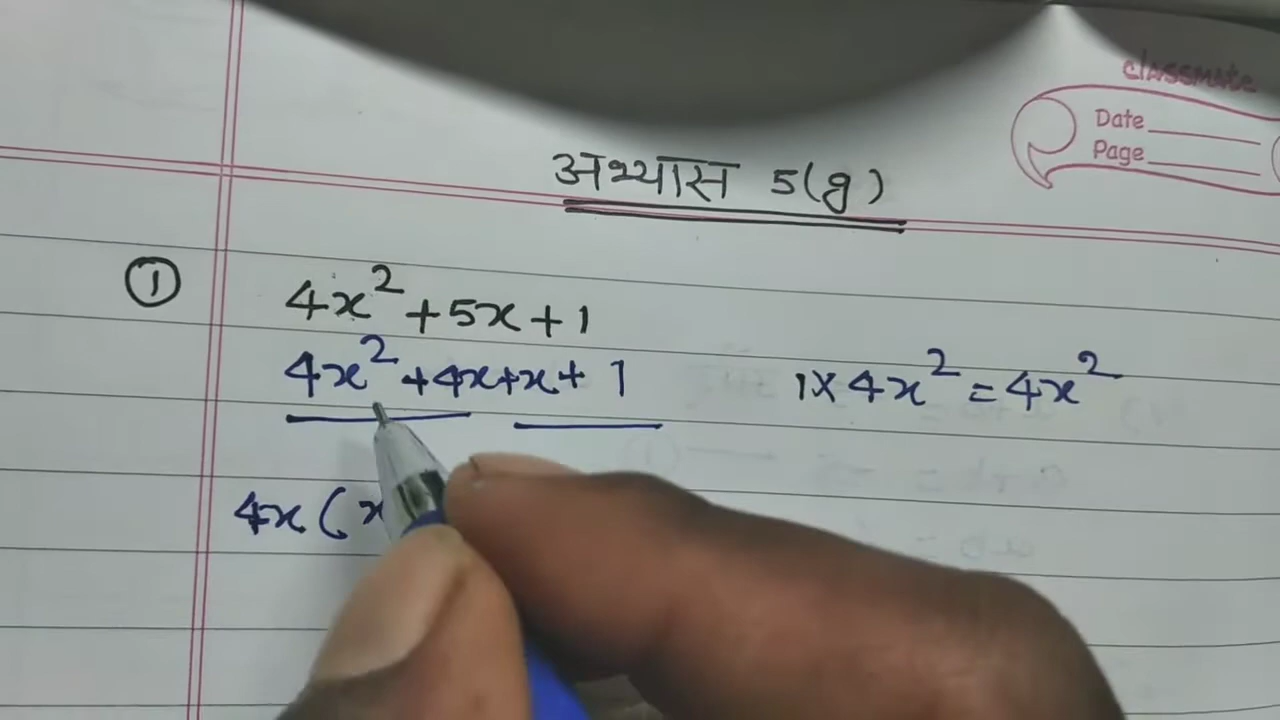 classmate
Date
Page
अभ्यास 5(g)
① 4x² + 5x + 1
4x² + 4x + x + 1
1 × 4x² = 4x²
4x ( x